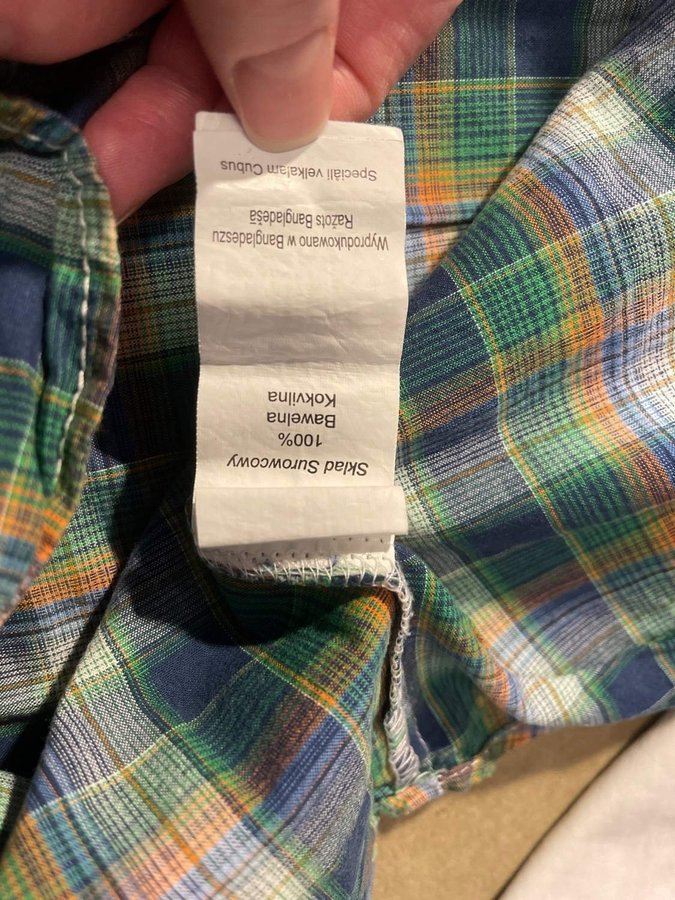 Skład Surowcowy
100%
Bawełna
Kokvilna
Wyprodukowano w Bangladeszu
Ražots Bangladešā
Speciāli veikalam Cubus